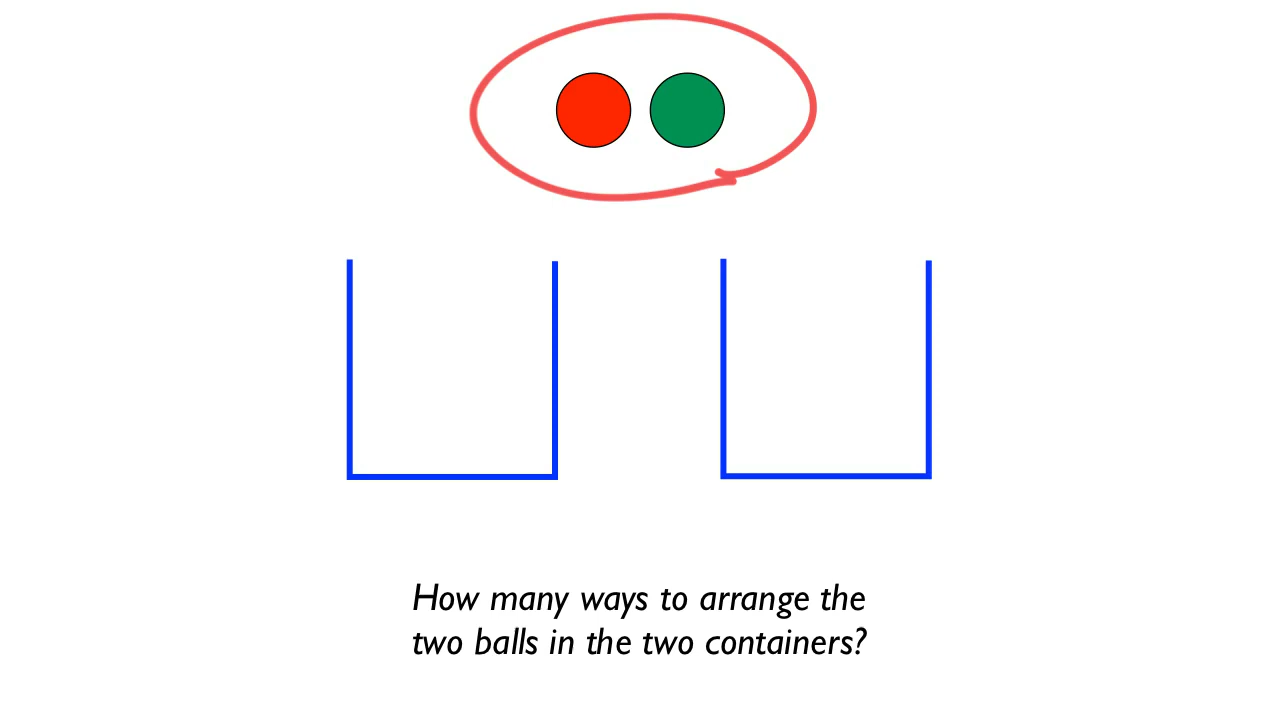 How many ways to arrange the
two balls in the two containers?